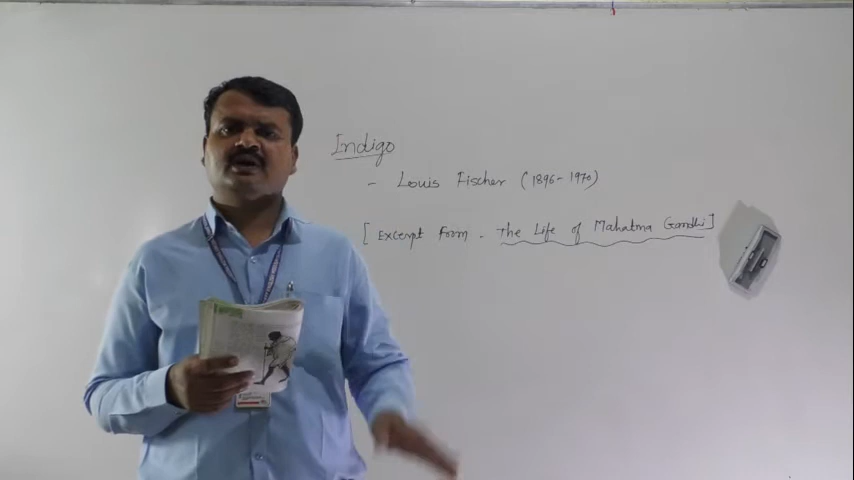 Indigo
- Louis Fischer (1896-1970)
[Excerpt form - The Life of Mahatma Gandhi]